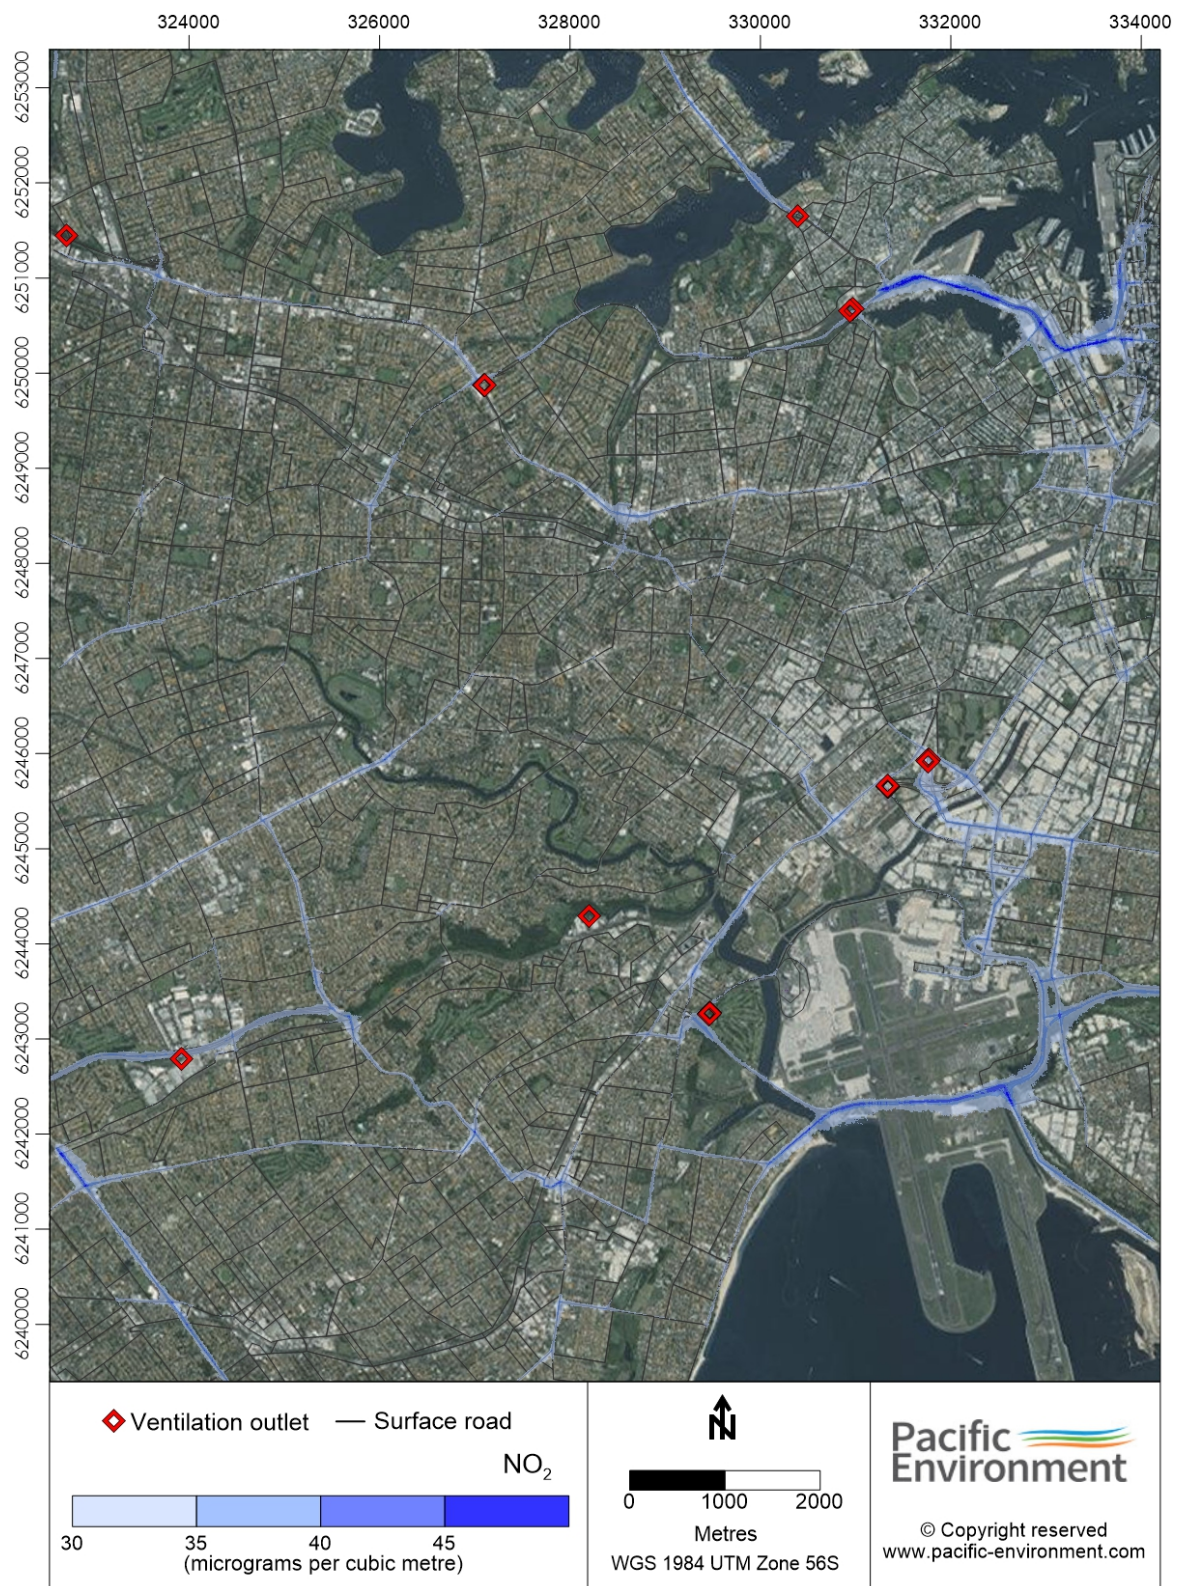 324000 326000 328000 330000 332000 334000
6253000
6252000
6251000
6250000
6249000
6248000
6247000
6246000
6245000
6244000
6243000
6242000
6241000
6240000
Ventilation outlet
Surface road
NO₂
30 35 40 45
(micrograms per cubic metre)
N
0 1000 2000
Metres
WGS 1984 UTM Zone 56S
Pacific
Environment
© Copyright reserved
www.pacific-environment.com